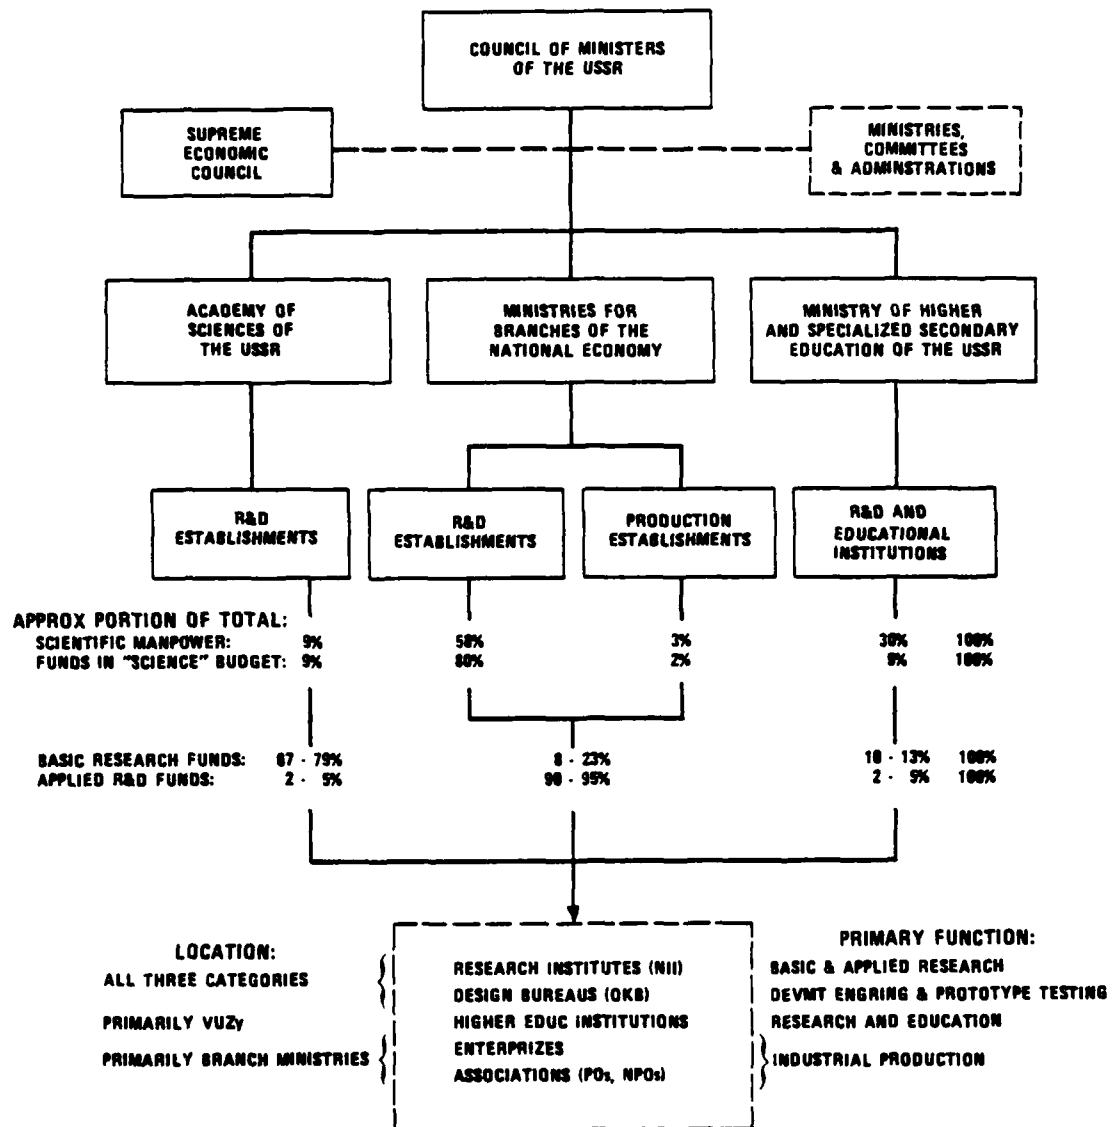 COUNCIL OF MINISTERS
OF THE USSR
SUPREME
ECONOMIC
COUNCIL
MINISTRIES,
COMMITTEES
& ADMINSTRATIONS
ACADEMY OF
SCIENCES OF
THE USSR
MINISTRIES FOR
BRANCHES OF THE
NATIONAL ECONOMY
MINISTRY OF HIGHER
AND SPECIALIZED SECONDARY
EDUCATION OF THE USSR
R&D
ESTABLISHMENTS
R&D
ESTABLISHMENTS
PRODUCTION
ESTABLISHMENTS
R&D AND
EDUCATIONAL
INSTITUTIONS
APPROX PORTION OF TOTAL:
SCIENTIFIC MANPOWER: 9% 58% 3% 30% 100%
FUNDS IN "SCIENCE" BUDGET: 9% 80% 2% 9% 100%
BASIC RESEARCH FUNDS: 67 - 79% 8 - 23% 10 - 13% 100%
APPLIED R&D FUNDS: 2 - 5% 90 - 95% 2 - 5% 100%
LOCATION: PRIMARY FUNCTION:
ALL THREE CATEGORIES
RESEARCH INSTITUTES (NII) BASIC & APPLIED RESEARCH
DESIGN BUREAUS (OKB) DEVMT ENGRING & PROTOTYPE TESTING
PRIMARILY VUZy HIGHER EDUC INSTITUTIONS RESEARCH AND EDUCATION
PRIMARILY BRANCH MINISTRIES
ENTERPRIZES
ASSOCIATIONS (POs, NPOs)
INDUSTRIAL PRODUCTION